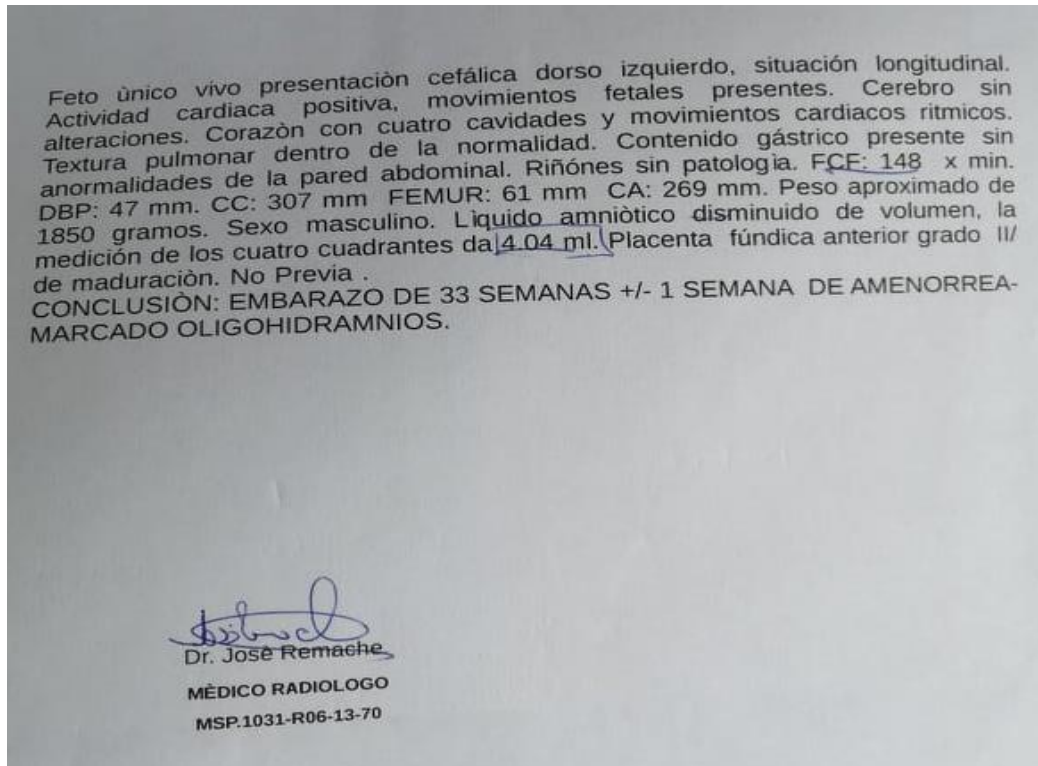 Feto ùnico vivo presentaciòn cefálica dorso izquierdo, situación longitudinal.
Actividad cardiaca positiva, movimientos fetales presentes. Cerebro sin
alteraciones. Corazòn con cuatro cavidades y movimientos cardiacos ritmicos.
Textura pulmonar dentro de la normalidad. Contenido gástrico presente sin
anormalidades de la pared abdominal. Riñónes sin patologìa. FCF: 148 x min.
DBP: 47 mm. CC: 307 mm FEMUR: 61 mm CA: 269 mm. Peso aproximado de
1850 gramos. Sexo masculino. Lìquido amniòtico disminuido de volumen, la
medición de los cuatro cuadrantes da 4.04 ml. Placenta fúndica anterior grado II/
de maduraciòn. No Previa .
CONCLUSIÒN: EMBARAZO DE 33 SEMANAS +/- 1 SEMANA DE AMENORREA-
MARCADO OLIGOHIDRAMNIOS.
Dr. Josè Remache
MÈDICO RADIOLOGO
MSP.1031-R06-13-70